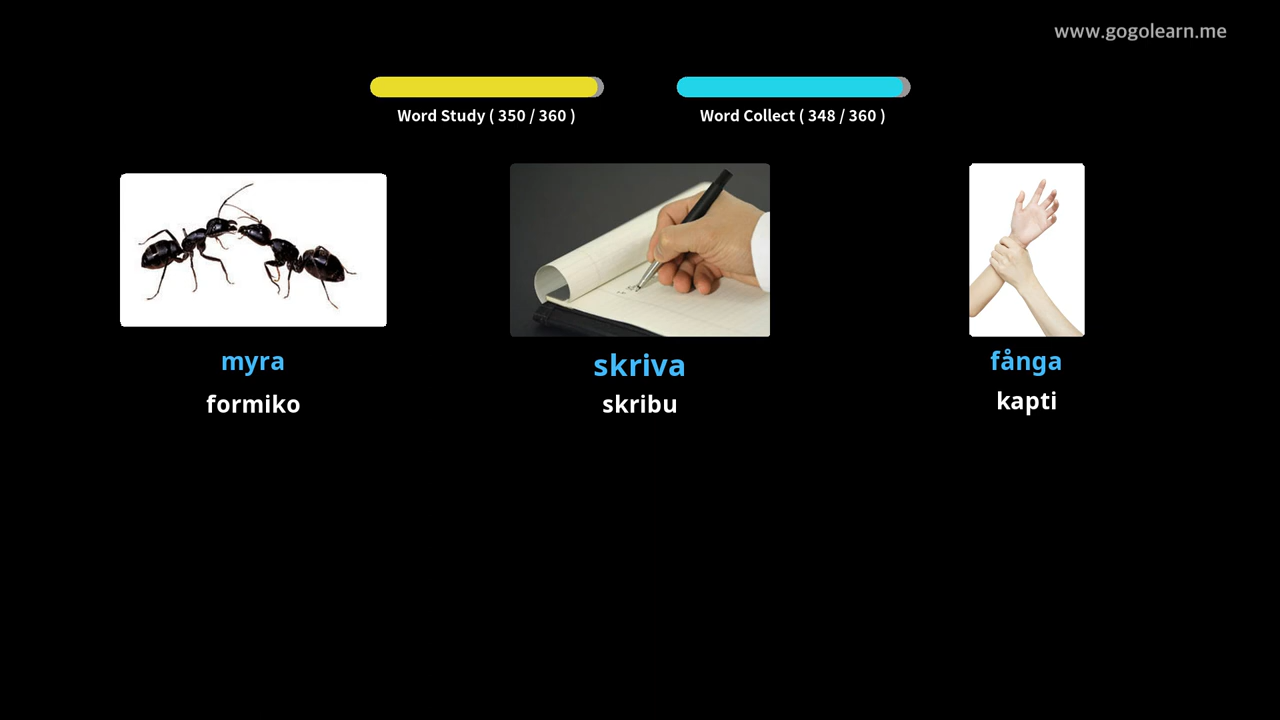 www.gogolearn.me
Word Study ( 350 / 360 )
Word Collect ( 348 / 360 )
myra
skriva
fånga
formiko
skribu
kapti